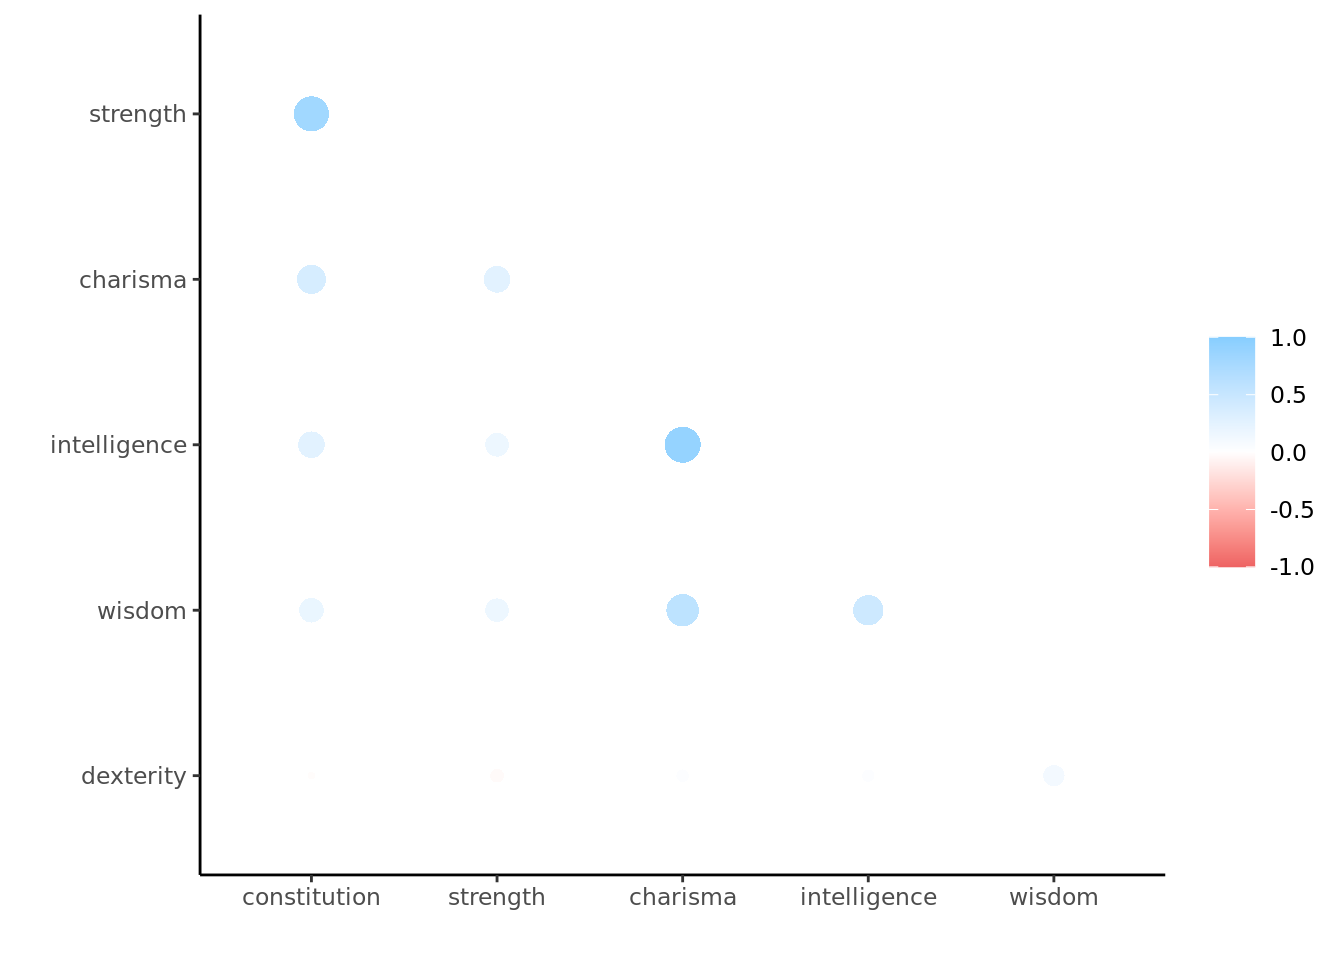 strength
charisma
intelligence
wisdom
dexterity
constitution strength charisma intelligence wisdom
1.0
0.5
0.0
-0.5
-1.0